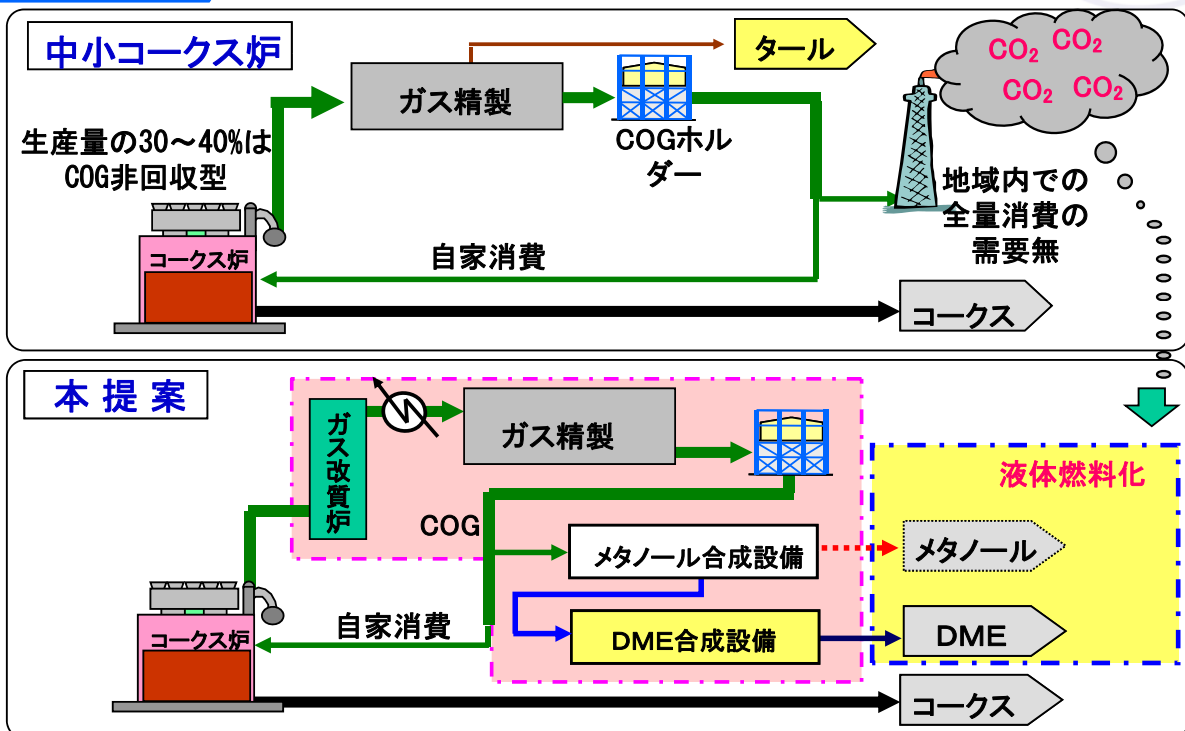 中小コークス炉
タール
CO2 CO2
CO2 CO2
ガス精製
COGホル
ダー
生産量の30～40%は
COG非回収型
地域内での
全量消費の
需要無
コークス炉
自家消費
コークス
本提案
ガス改質炉
ガス精製
液体燃料化
COG
メタノール合成設備
メタノール
コークス炉
自家消費
DME合成設備
DME
コークス